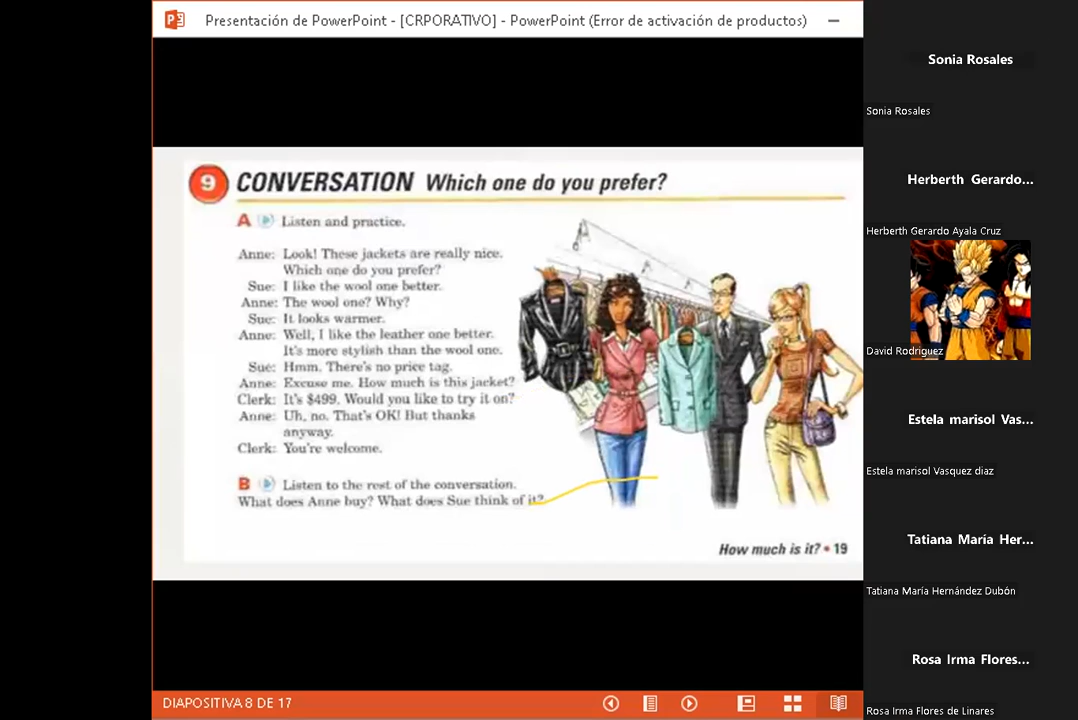 Presentación de PowerPoint - [CRPORATIVO] - PowerPoint (Error de activación de productos)
9 CONVERSATION Which one do you prefer?
A Listen and practice.
Anne: Look! These jackets are really nice.
Which one do you prefer?
Sue: I like the wool one better.
Anne: The wool one? Why?
Sue: It looks warmer.
Anne: Well, I like the leather one better.
It's more stylish than the wool one.
Sue: Hmm. There's no price tag.
Anne: Excuse me. How much is this jacket?
Clerk: It's $499. Would you like to try it on?
Anne: Uh, no. That's OK! But thanks
anyway.
Clerk: You're welcome.
B Listen to the rest of the conversation.
What does Anne buy? What does Sue think of it?
How much is it? • 19
DIAPOSITIVA 8 DE 17
Sonia Rosales
Sonia Rosales
Herberth Gerardo...
Herberth Gerardo Ayala Cruz
David Rodriguez
Estela marisol Vas...
Estela marisol Vasquez diaz
Tatiana Maria Her...
Tatiana María Hernández Dubón
Rosa Irma Flores...
Rosa Irma Flores de Linares